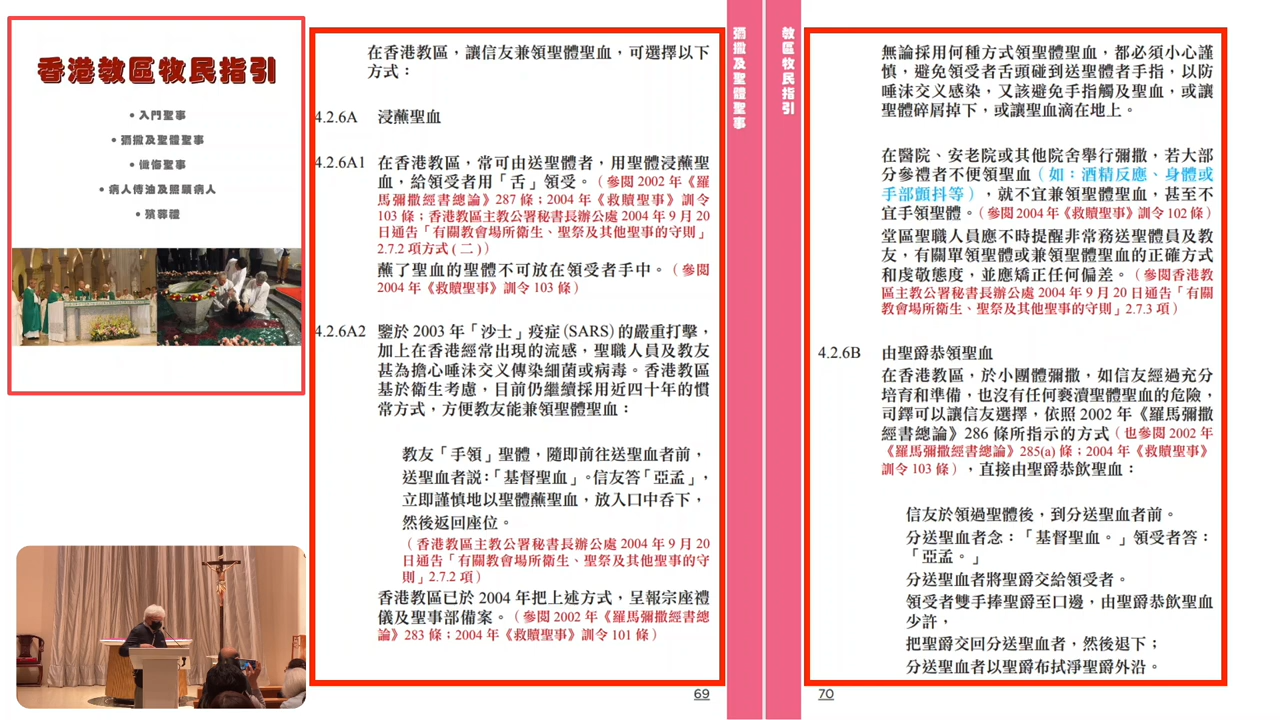 香港教區牧民指引
• 入門聖事
• 彌撒及聖體聖事
• 懺悔聖事
• 病人傅油及照顧病人
• 殯葬禮
在香港教區，讓信友兼領聖體聖血，可選擇以下
方式：
4.2.6A 浸蘸聖血
4.2.6A1 在香港教區，常可由送聖體者，用聖體浸蘸聖
血，給領受者用「舌」領受。（參閱 2002 年《羅
馬彌撒經書總論》287 條；2004 年《救贖聖事》訓令
103 條；香港教區主教公署秘書長辦公處 2004 年 9 月 20
日通告「有關教會場所衛生、聖祭及其他聖事的守則」
2.7.2 項方式 ( 二 ) ）
蘸了聖血的聖體不可放在領受者手中。（參閱
2004 年《救贖聖事》訓令 103 條）
4.2.6A2 鑒於 2003 年「沙士」疫症 (SARS) 的嚴重打擊，
加上在香港經常出現的流感，聖職人員及教友
甚為擔心唾沫交义傳染細菌或病毒。香港教區
基於衛生考慮，目前仍繼續採用近四十年的慣
常方式，方便教友能兼領聖體聖血：
教友「手領」聖體，隨即前往送聖血者前，
送聖血者説：「基督聖血」。信友答「亞孟」，
立即謹慎地以聖體蘸聖血，放入口中吞下，
然後返回座位。
（香港教區主教公署秘書長辦公處 2004 年 9 月 20
日通告「有關教會場所衛生、聖祭及其他聖事的守
則」2.7.2 項）
香港教區已於 2004 年把上述方式，呈報宗座禮
儀及聖事部備案。（參閱 2002 年《羅馬彌撒經書總
論》283 條；2004 年《救贖聖事》訓令 101 條）
69
彌撒及聖體聖事
教區牧民指引
無論採用何種方式領聖體聖血，都必須小心謹
慎，避免領受者舌頭碰到送聖體者手指，以防
唾沫交义感染，又該避免手指觸及聖血，或讓
聖體碎屑掉下，或讓聖血滴在地上。
在醫院、安老院或其他院舍舉行彌撒，若大部
分參禮者不便領聖血（如：酒精反應、身體或
手部顫抖等），就不宜兼領聖體聖血，甚至不
宜手領聖體。（參閱 2004 年《救贖聖事》訓令 102 條）
堂區聖職人員應不時提醒非常務送聖體員及教
友，有關單領聖體或兼領聖體聖血的正確方式
和虔敬態度，並應矯正任何偏差。（參閱香港教
區主教公署秘書長辦公處 2004 年 9 月 20 日通告「有關
教會場所衛生、聖祭及其他聖事的守則」2.7.3 項）
4.2.6B 由聖爵恭領聖血
在香港教區，於小團體彌撒，如信友經過充分
培育和準備，也沒有任何褻瀆聖體聖血的危險，
司鐸可以讓信友選擇，依照 2002 年《羅馬彌撒
經書總論》286 條所指示的方式（也參閱 2002 年
《羅馬彌撒經書總論》285(a) 條；2004 年《救贖聖事》
訓令 103 條），直接由聖爵恭飲聖血：
信友於領過聖體後，到分送聖血者前。
分送聖血者念：「基督聖血。」領受者答：
「亞孟。」
分送聖血者將聖爵交給領受者。
領受者雙手捧聖爵至口邊，由聖爵恭飲聖血
少許，
把聖爵交回分送聖血者，然後退下；
分送聖血者以聖爵布拭淨聖爵外沿。
70